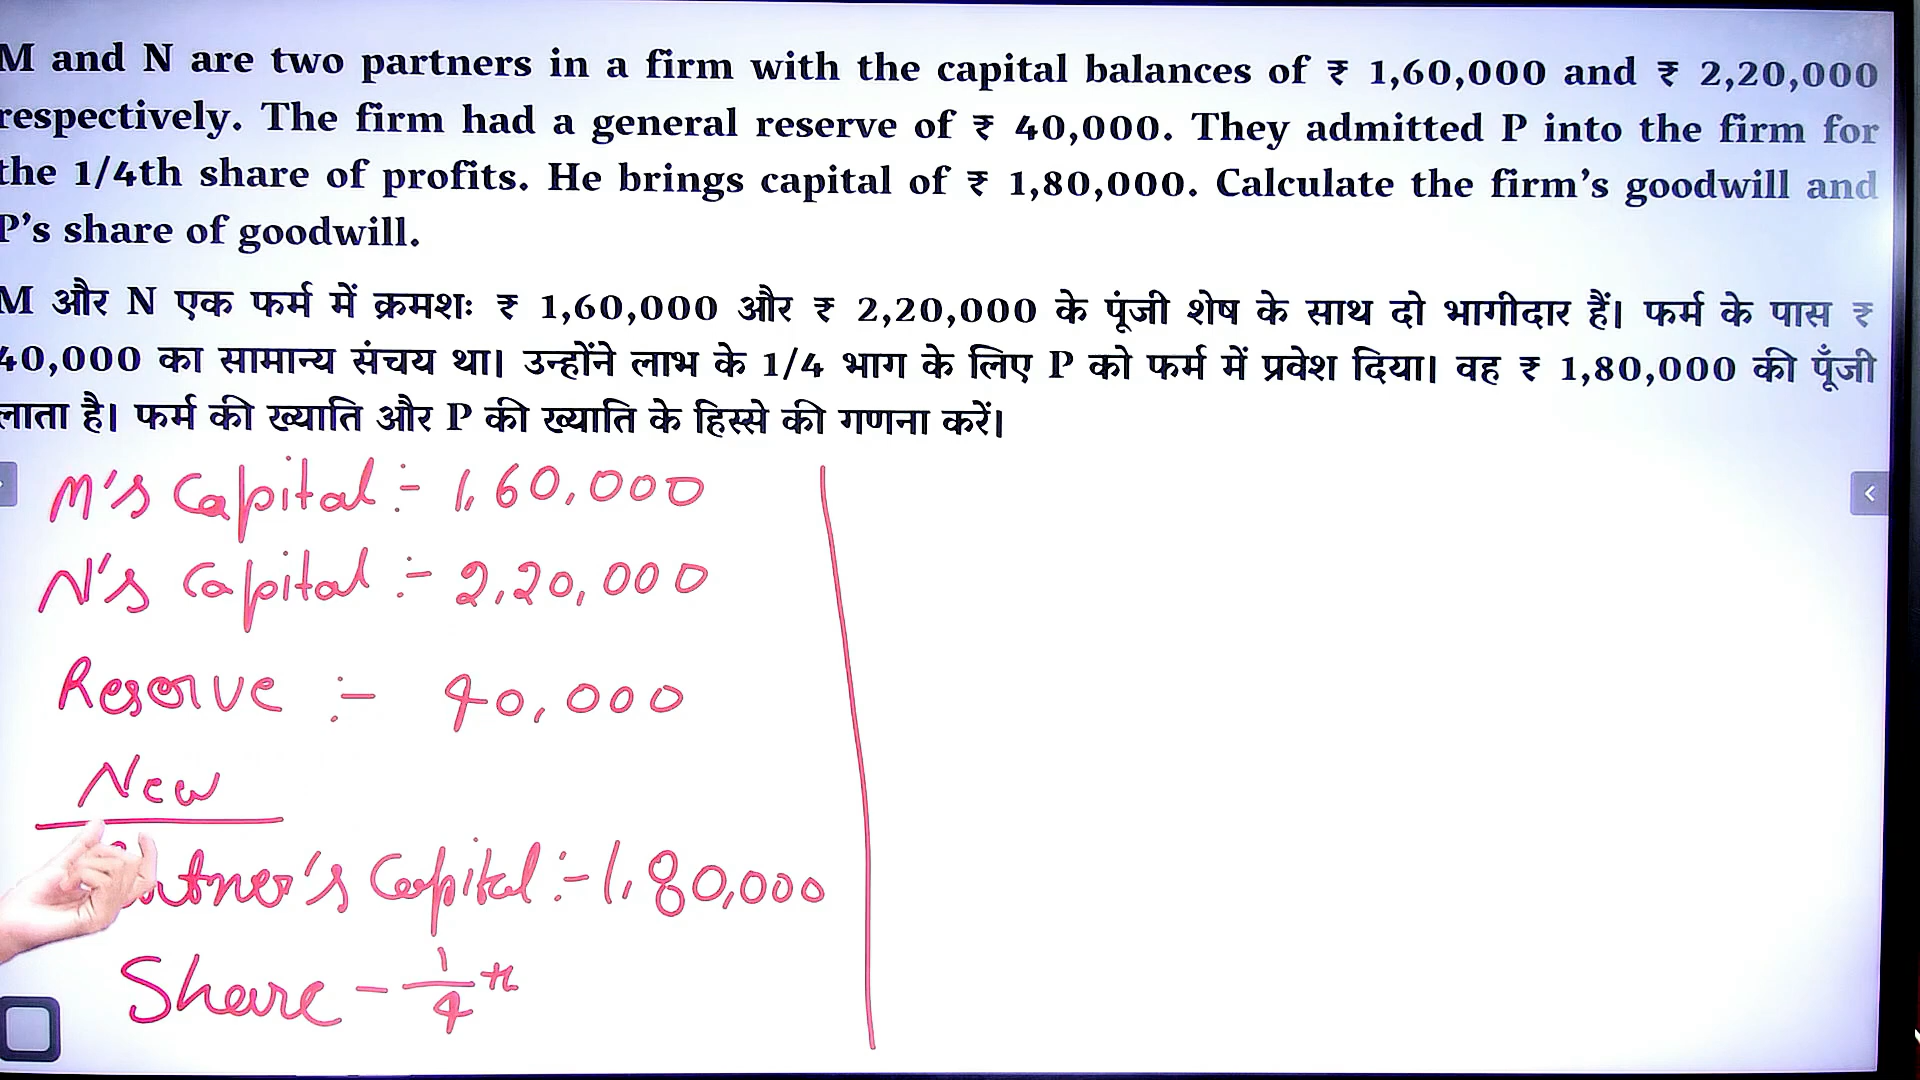 M and N are two partners in a firm with the capital balances of ₹ 1,60,000 and ₹ 2,20,000
respectively. The firm had a general reserve of ₹ 40,000. They admitted P into the firm for
the 1/4th share of profits. He brings capital of ₹ 1,80,000. Calculate the firm's goodwill and
P's share of goodwill.
M और N एक फर्म में क्रमशः ₹ 1,60,000 और ₹ 2,20,000 के पूंजी शेष के साथ दो भागीदार हैं। फर्म के पास ₹
40,000 का सामान्य संचय था। उन्होंने लाभ के 1/4 भाग के लिए P को फर्म में प्रवेश दिया। वह ₹ 1,80,000 की पूँजी
लाता है। फर्म की ख्याति और P की ख्याति के हिस्से की गणना करें।
M's Capital :- 1,60,000
N's Capital :- 2,20,000
Reserve :- 40,000
New
Capital :- 1,80,000
Share - 1/4th